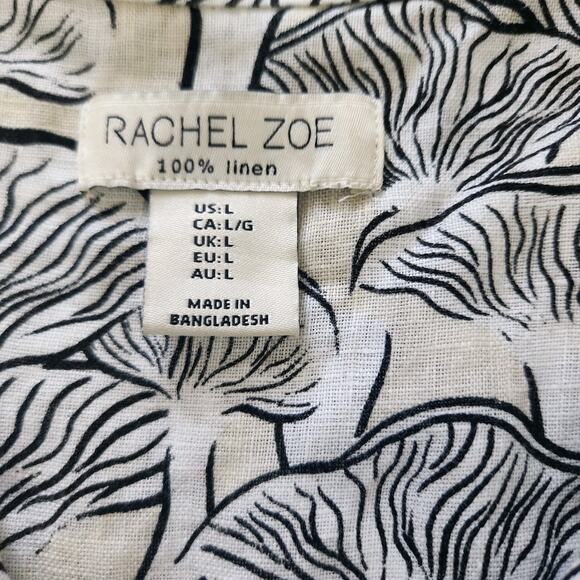 RACHEL ZOE
100% linen
US:L
CA:L/G
UK:L
EU:L
AU:L
MADE IN
BANGLADESH